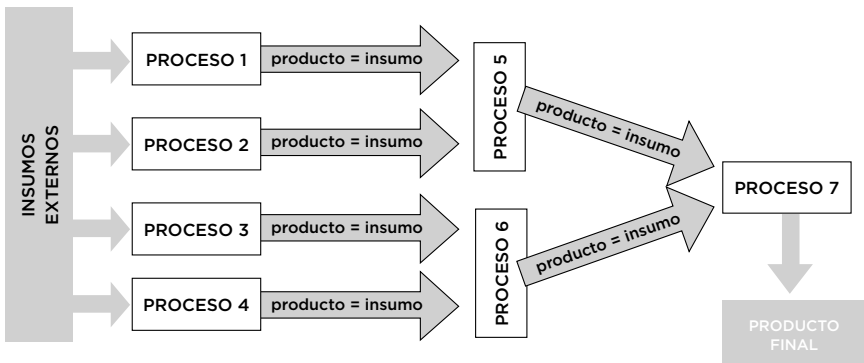 INSUMOS
EXTERNOS
PROCESO 1
producto = insumo
PROCESO 2
producto = insumo
PROCESO 3
producto = insumo
PROCESO 4
producto = insumo
PROCESO 5
producto = insumo
PROCESO 6
producto = insumo
PROCESO 7
PRODUCTO
FINAL